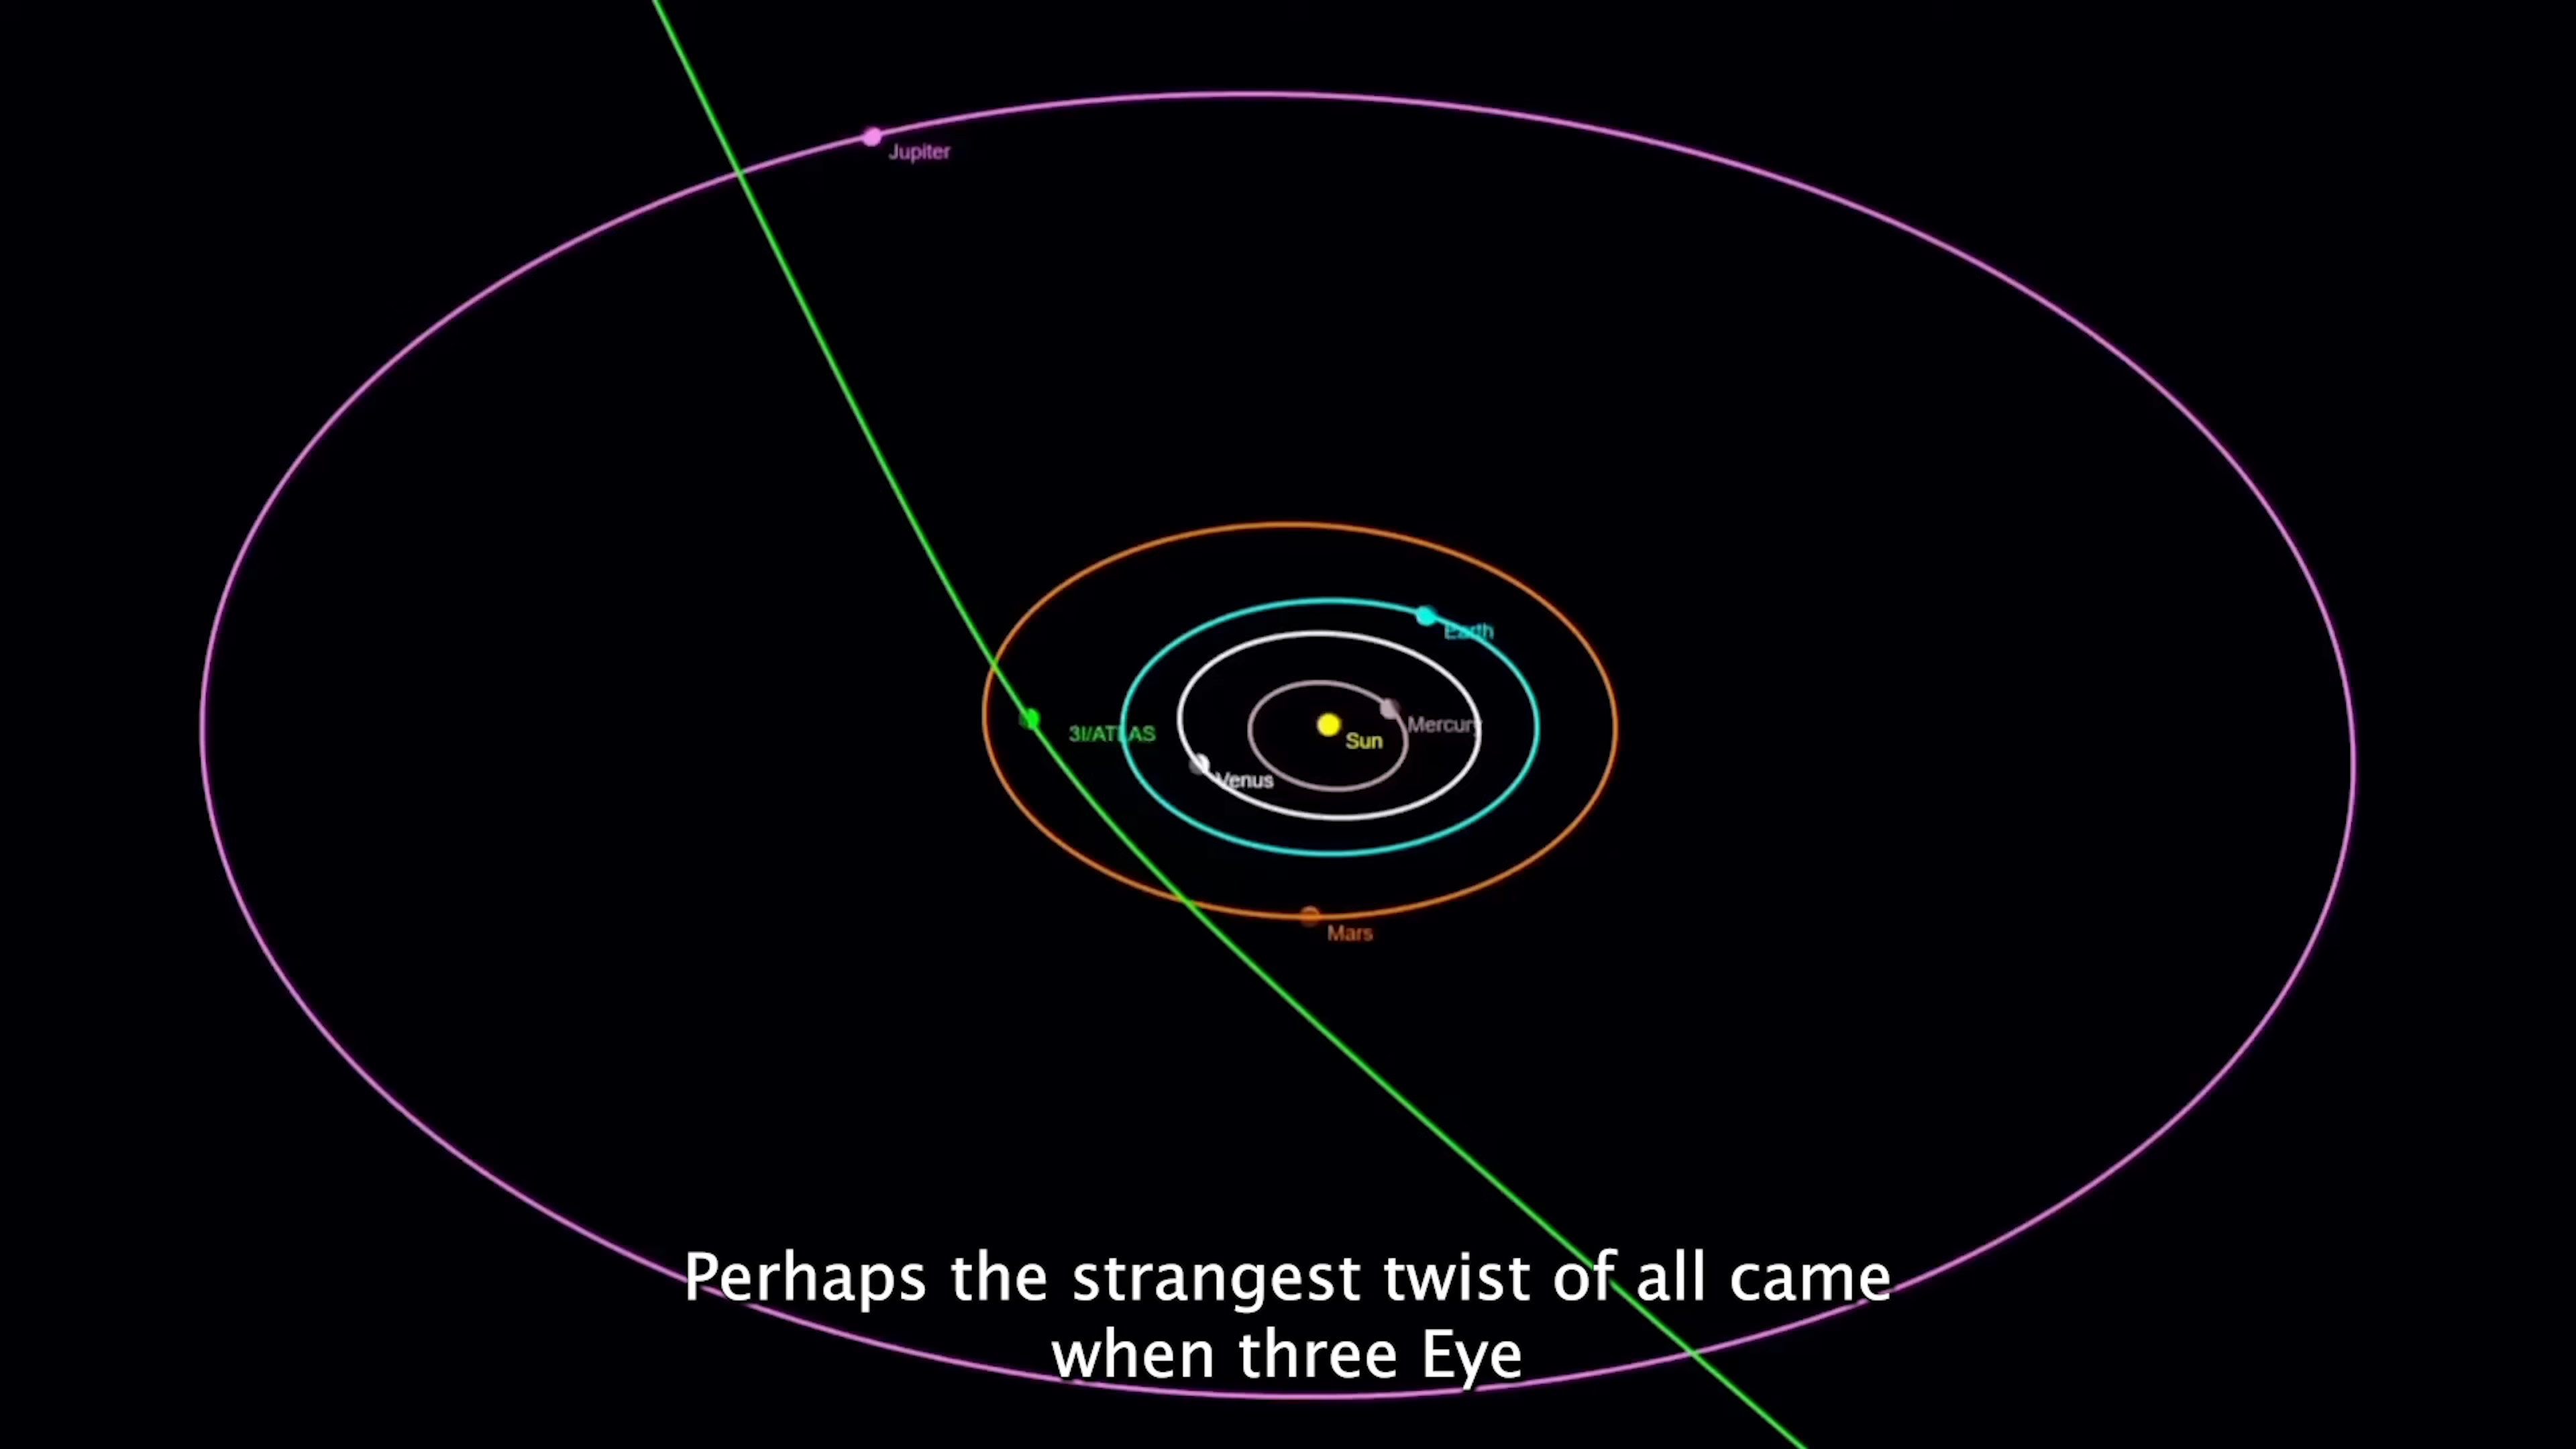 Jupiter
Earth
Mercury
3I/ATLAS
Sun
Venus
Mars
Perhaps the strangest twist of all came
when three Eye